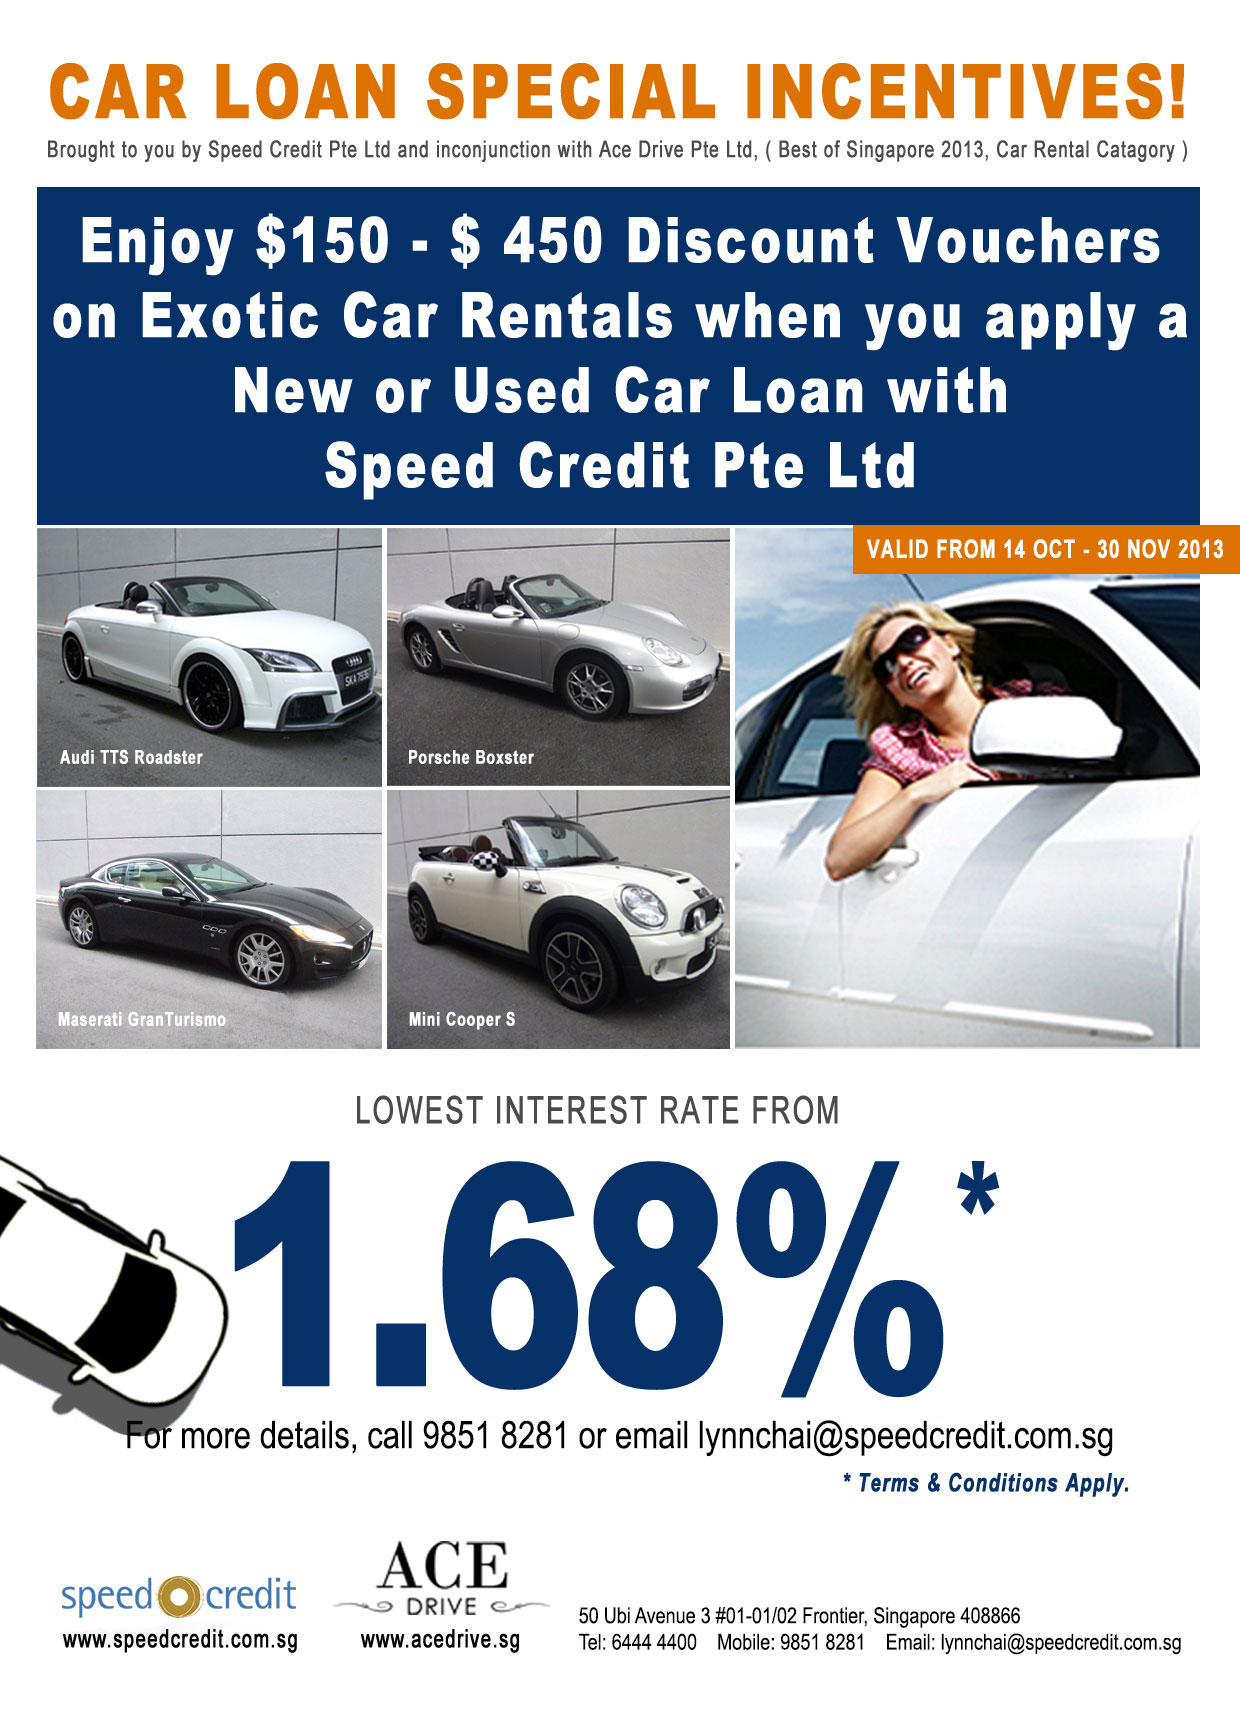 CAR LOAN SPECIAL INCENTIVES!
Brought to you by Speed Credit Pte Ltd and inconjunction with Ace Drive Pte Ltd, ( Best of Singapore 2013, Car Rental Catagory )
Enjoy $150 - $ 450 Discount Vouchers
on Exotic Car Rentals when you apply a
New or Used Car Loan with
Speed Credit Pte Ltd
VALID FROM 14 OCT - 30 NOV 2013
Audi TTS Roadster
Porsche Boxster
Maserati GranTurismo
Mini Cooper S
LOWEST INTEREST RATE FROM
1.68%*
For more details, call 9851 8281 or email lynnchai@speedcredit.com.sg
* Terms & Conditions Apply.
speed credit
www.speedcredit.com.sg
ACE
DRIVE
www.acedrive.sg
50 Ubi Avenue 3 #01-01/02 Frontier, Singapore 408866
Tel: 6444 4400 Mobile: 9851 8281 Email: lynnchai@speedcredit.com.sg